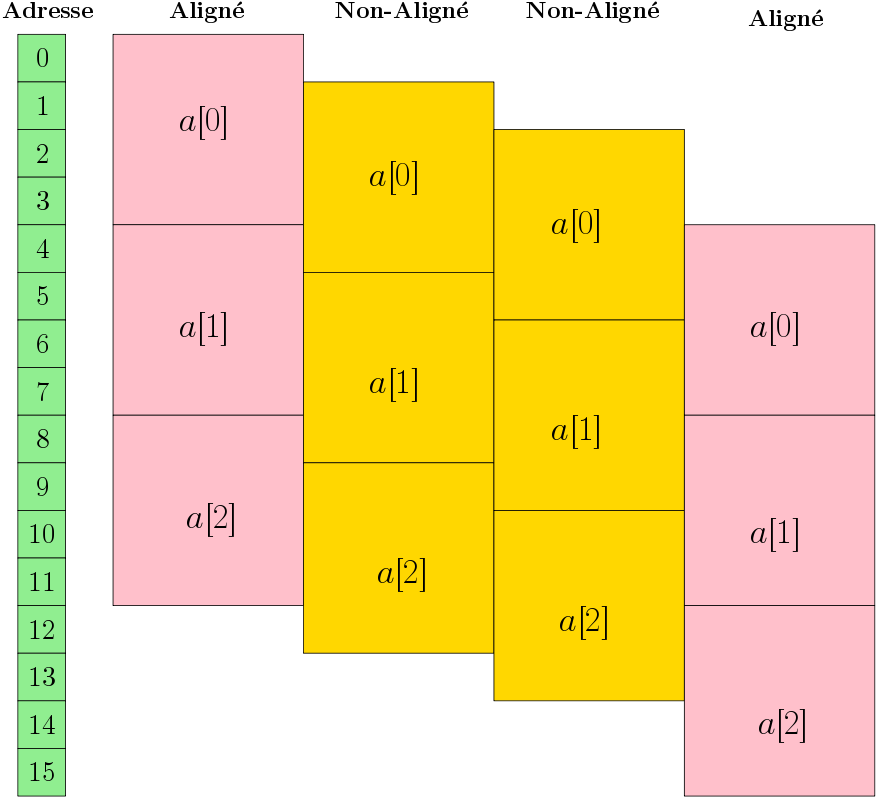 Adresse Aligné Non-Aligné Non-Aligné Aligné
0
1
a[0]
2
a[0]
3
a[0]
4
5
a[1] a[0]
6
7
a[1]
8
a[1]
9
a[2]
10
a[1]
11
a[2]
12
a[2]
13
14
a[2]
15